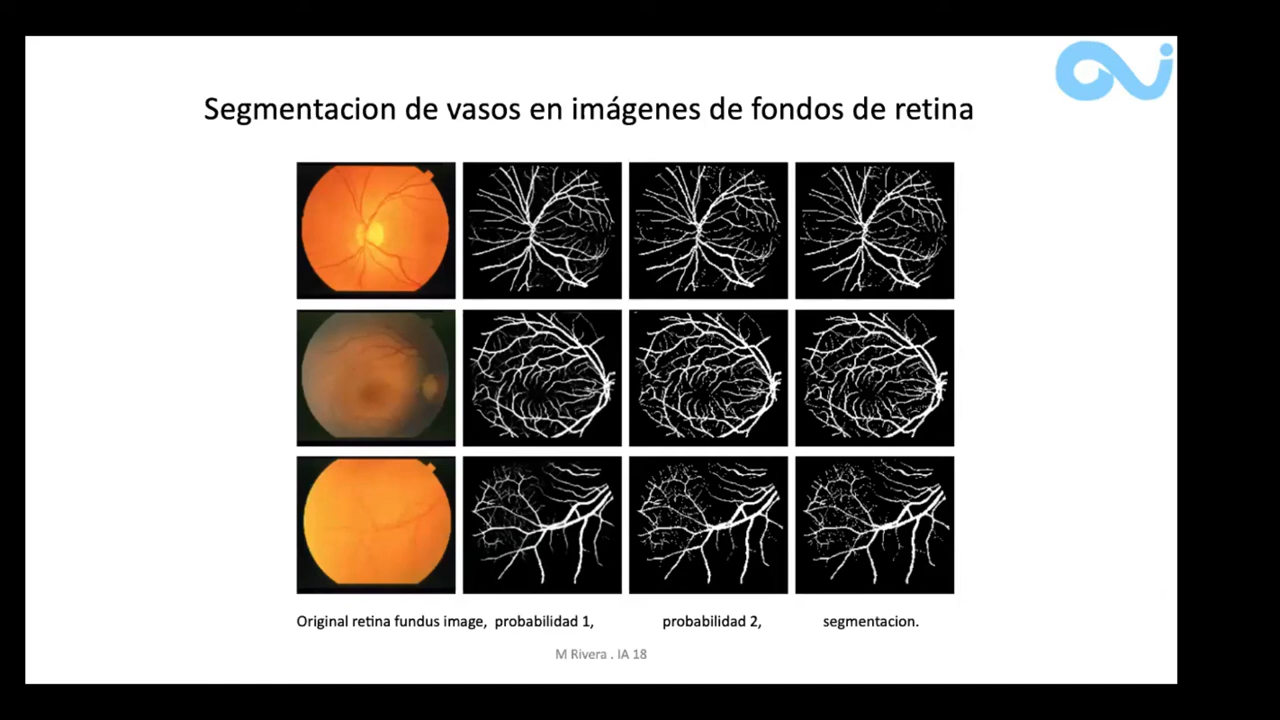 Segmentacion de vasos en imágenes de fondos de retina
Original retina fundus image, probabilidad 1, probabilidad 2, segmentacion.
M Rivera . IA 18